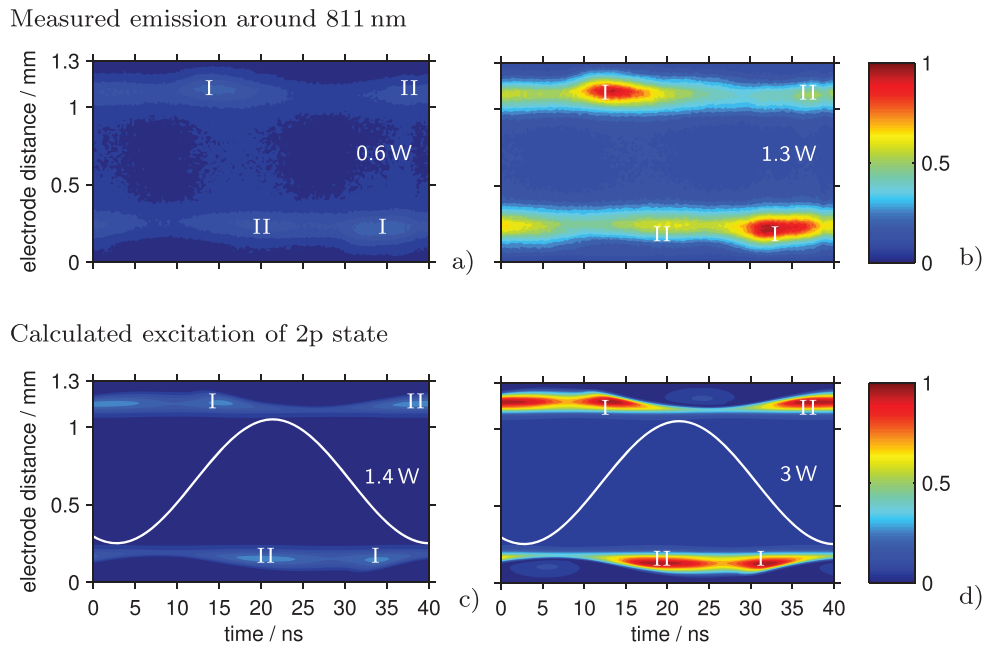 Measured emission around 811 nm
electrode distance / mm
1.3
1
0.5
0
I
II
0.6 W
II
I
a)
I
II
1.3 W
II
I
1
0.5
0
b)
Calculated excitation of 2p state
electrode distance / mm
1.3
1
0.5
0
I
II
1.4 W
II
I
0 5 10 15 20 25 30 35 40
time / ns
c)
I
II
3 W
II
I
0 5 10 15 20 25 30 35 40
time / ns
1
0.5
0
d)